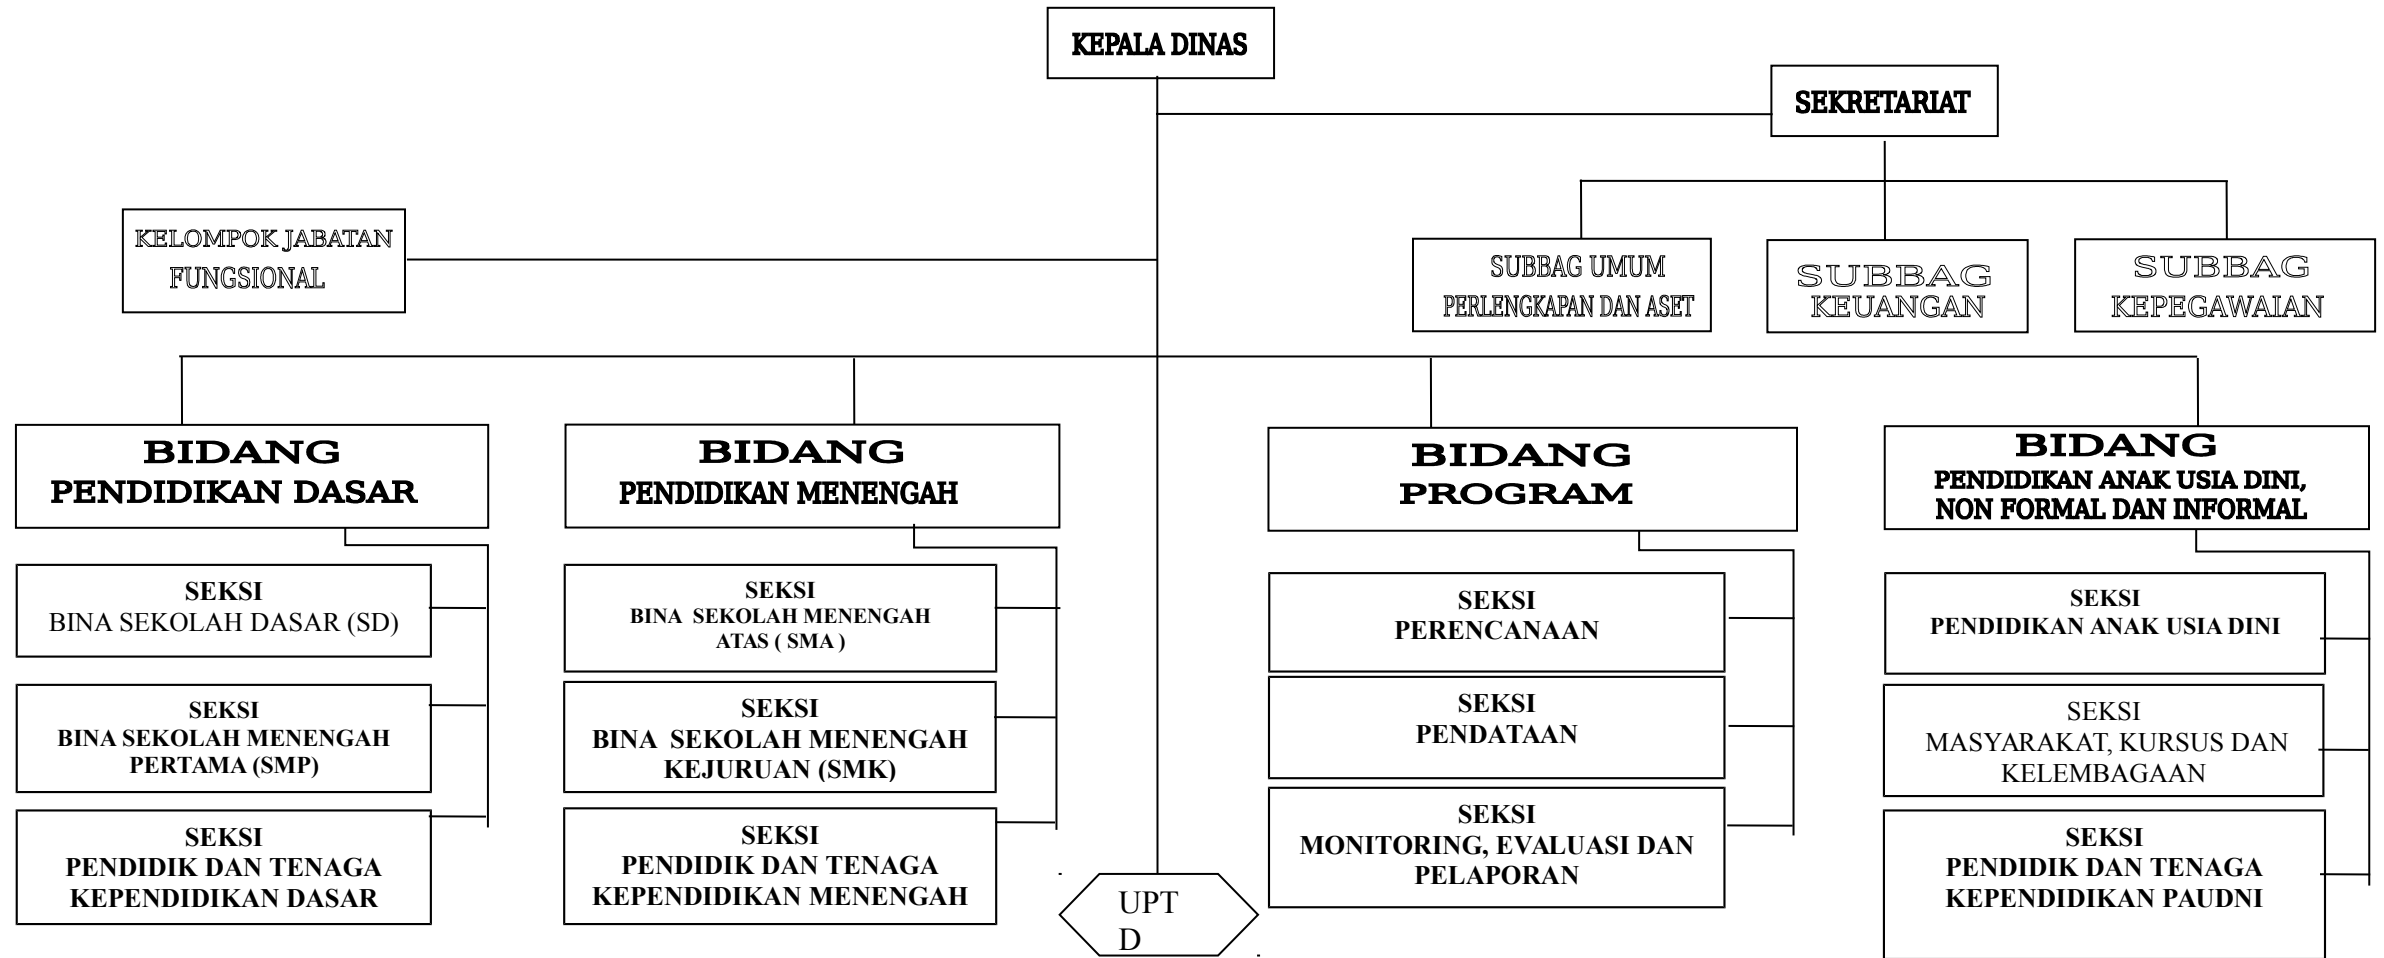 KEPALA DINAS
SEKRETARIAT
KELOMPOK JABATAN
FUNGSIONAL
SUBBAG UMUM
PERLENGKAPAN DAN ASET
SUBBAG
KEUANGAN
SUBBAG
KEPEGAWAIAN
BIDANG
PENDIDIKAN DASAR
BIDANG
PENDIDIKAN MENENGAH
BIDANG
PROGRAM
BIDANG
PENDIDIKAN ANAK USIA DINI,
NON FORMAL DAN INFORMAL
SEKSI
BINA SEKOLAH DASAR (SD)
SEKSI
BINA SEKOLAH MENENGAH
ATAS ( SMA )
SEKSI
PERENCANAAN
SEKSI
PENDIDIKAN ANAK USIA DINI
SEKSI
BINA SEKOLAH MENENGAH
PERTAMA (SMP)
SEKSI
BINA SEKOLAH MENENGAH
KEJURUAN (SMK)
SEKSI
PENDATAAN
SEKSI
MASYARAKAT, KURSUS DAN
KELEMBAGAAN
SEKSI
PENDIDIK DAN TENAGA
KEPENDIDIKAN DASAR
SEKSI
PENDIDIK DAN TENAGA
KEPENDIDIKAN MENENGAH
SEKSI
MONITORING, EVALUASI DAN
PELAPORAN
SEKSI
PENDIDIK DAN TENAGA
KEPENDIDIKAN PAUDNI
UPT
D